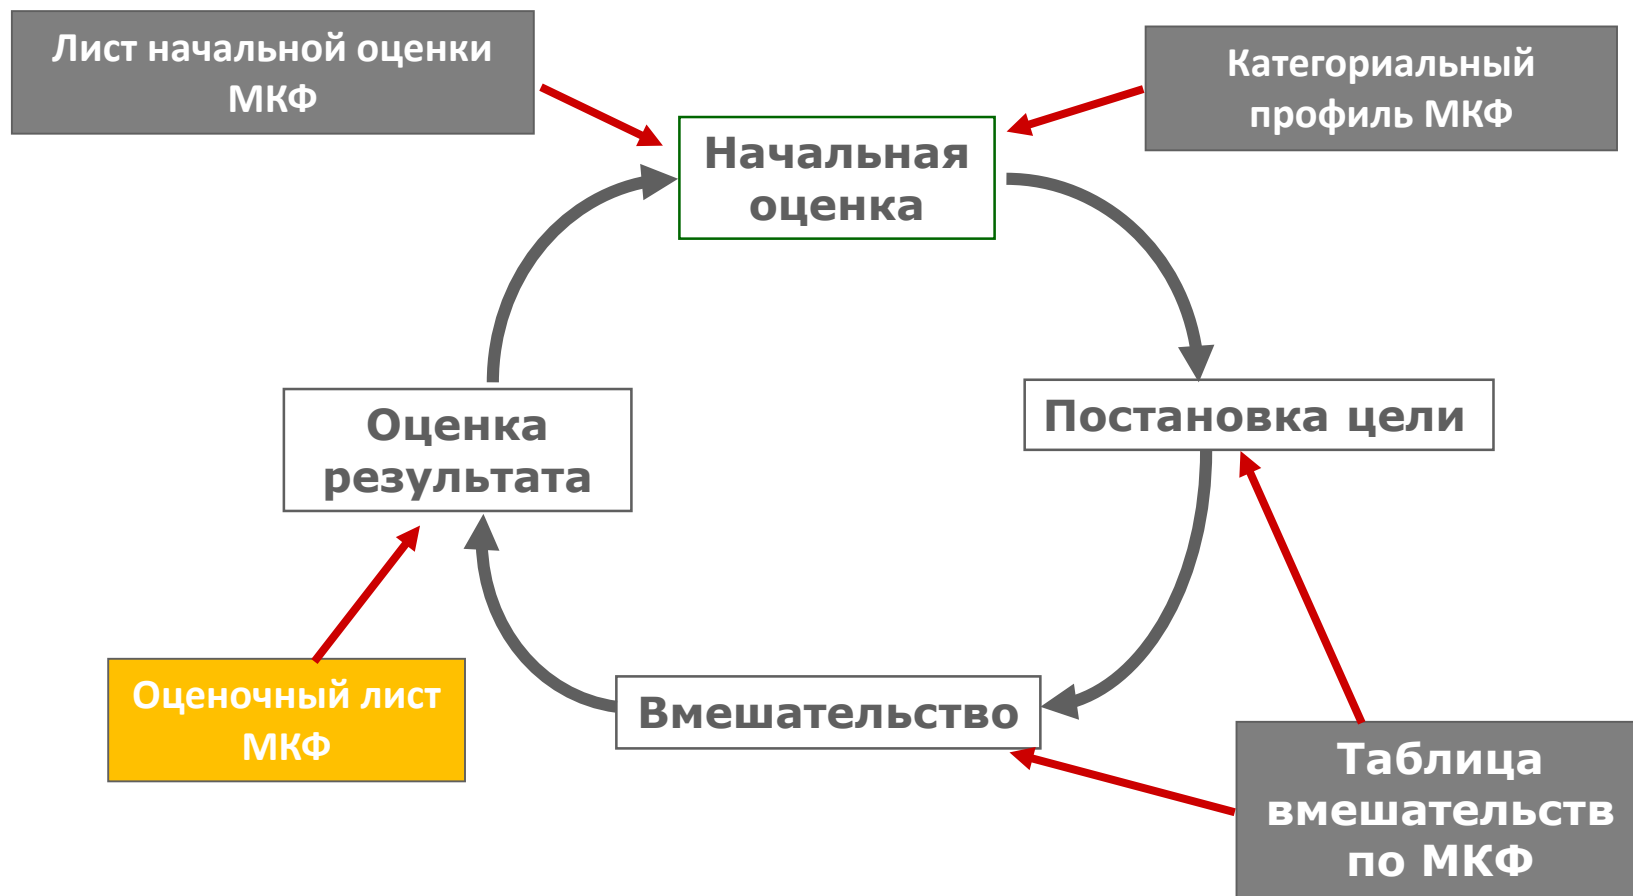 Лист начальной оценки
МКФ
Категориальный
профиль МКФ
Начальная
оценка
Оценка
результата
Постановка цели
Оценочный лист
МКФ
Вмешательство
Таблица
вмешательств
по МКФ